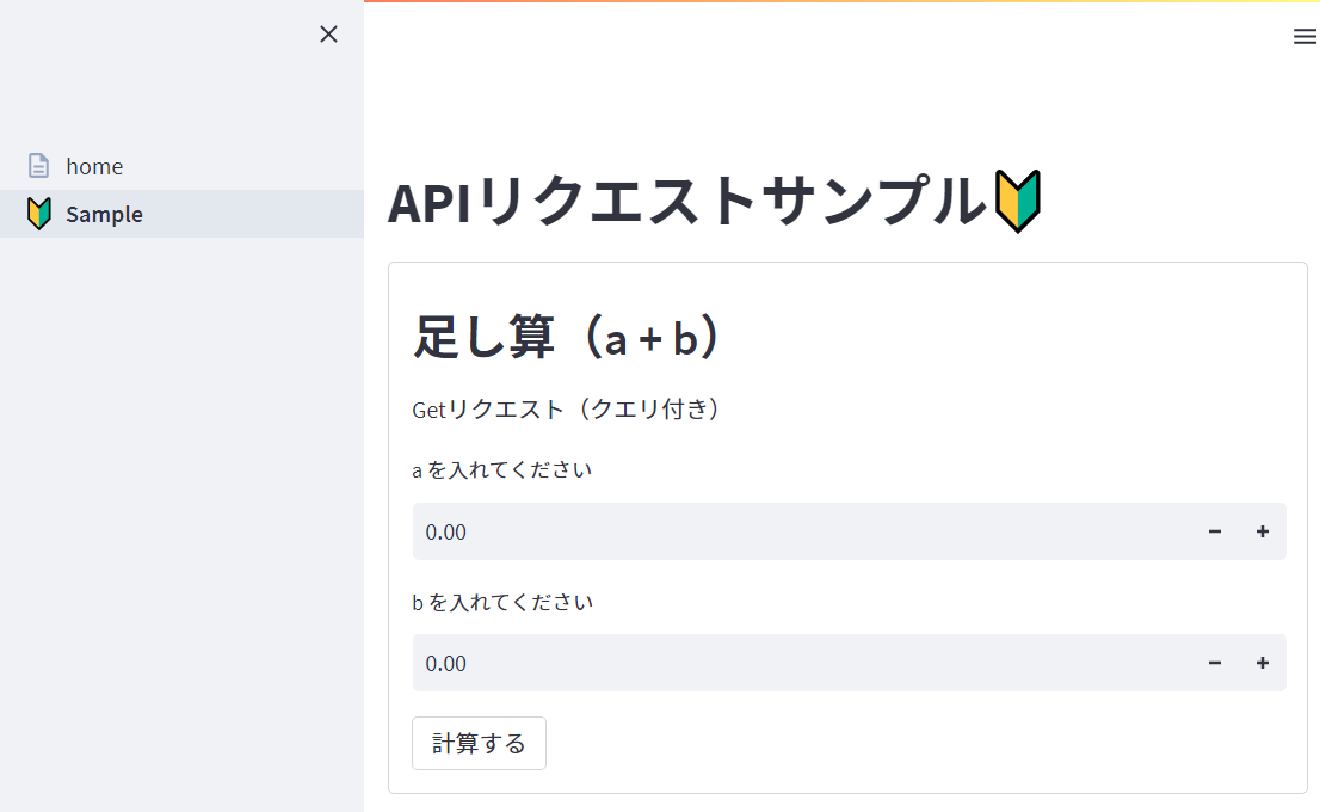 home
Sample
APIリクエストサンプル🔰
足し算（a + b）
Getリクエスト（クエリ付き）
a を入れてください
0.00
b を入れてください
0.00
計算する